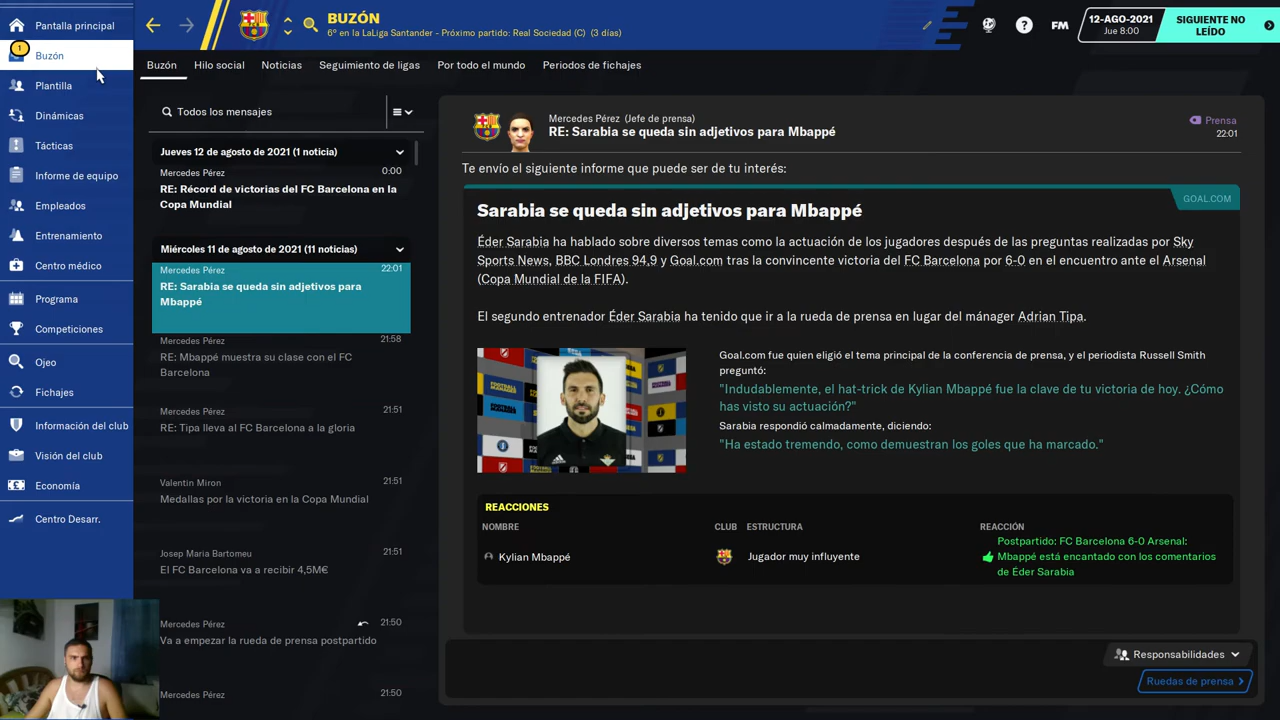 Pantalla principal
1
Buzón
Plantilla
Dinámicas
Tácticas
Informe de equipo
Empleados
Entrenamiento
Centro médico
Programa
Competiciones
Ojeo
Fichajes
Información del club
Visión del club
Economía
Centro Desarr.
BUZÓN
6º en la LaLiga Santander - Próximo partido: Real Sociedad (C) (3 días)
FM
12-AGO-2021
Jue 8:00
SIGUIENTE NO
LEÍDO
Buzón
Hilo social
Noticias
Seguimiento de ligas
Por todo el mundo
Periodos de fichajes
Todos los mensajes
Jueves 12 de agosto de 2021 (1 noticia)
Mercedes Pérez 0:00
RE: Récord de victorias del FC Barcelona en la
Copa Mundial
Miércoles 11 de agosto de 2021 (11 noticias)
Mercedes Pérez 22:01
RE: Sarabia se queda sin adjetivos para
Mbappé
Mercedes Pérez 21:58
RE: Mbappé muestra su clase con el FC
Barcelona
Mercedes Pérez 21:51
RE: Tipa lleva al FC Barcelona a la gloria
Valentin Miron 21:51
Medallas por la victoria en la Copa Mundial
Josep Maria Bartomeu 21:51
El FC Barcelona va a recibir 4,5M€
Mercedes Pérez 21:50
Va a empezar la rueda de prensa postpartido
Mercedes Pérez 21:50
Mercedes Pérez (Jefe de prensa)
RE: Sarabia se queda sin adjetivos para Mbappé
Prensa
22:01
Te envío el siguiente informe que puede ser de tu interés:
GOAL.COM
Sarabia se queda sin adjetivos para Mbappé
Éder Sarabia ha hablado sobre diversos temas como la actuación de los jugadores después de las preguntas realizadas por Sky
Sports News, BBC Londres 94,9 y Goal.com tras la convincente victoria del FC Barcelona por 6-0 en el encuentro ante el Arsenal
(Copa Mundial de la FIFA).
El segundo entrenador Éder Sarabia ha tenido que ir a la rueda de prensa en lugar del mánager Adrian Tipa.
Goal.com fue quien eligió el tema principal de la conferencia de prensa, y el periodista Russell Smith
preguntó:
"Indudablemente, el hat-trick de Kylian Mbappé fue la clave de tu victoria de hoy. ¿Cómo
has visto su actuación?"
Sarabia respondió calmadamente, diciendo:
"Ha estado tremendo, como demuestran los goles que ha marcado."
REACCIONES
NOMBRE CLUB ESTRUCTURA REACCIÓN
Kylian Mbappé Jugador muy influyente
Postpartido: FC Barcelona 6-0 Arsenal:
Mbappé está encantado con los comentarios
de Éder Sarabia
Responsabilidades
Ruedas de prensa